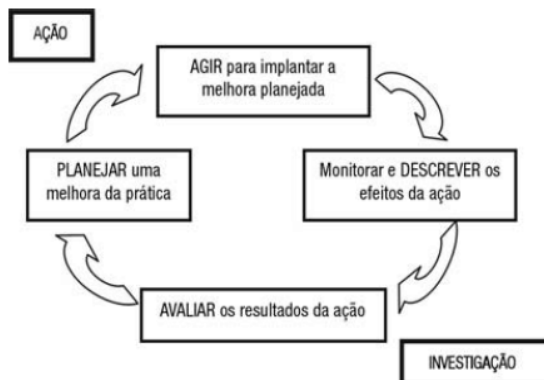 AÇÃO
AGIR para implantar a
melhora planejada
PLANEJAR uma
melhora da prática
Monitorar e DESCREVER os
efeitos da ação
AVALIAR os resultados da ação
INVESTIGAÇÃO